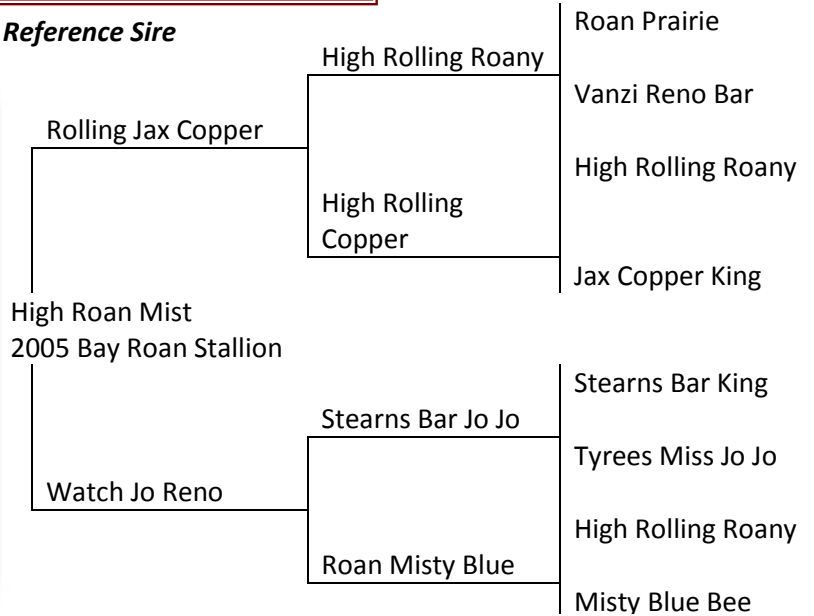 Reference Sire
Roan Prairie
High Rolling Roany
Vanzi Reno Bar
Rolling Jax Copper
High Rolling Roany
High Rolling
Copper
Jax Copper King
High Roan Mist
2005 Bay Roan Stallion
Stearns Bar King
Stearns Bar Jo Jo
Tyrees Miss Jo Jo
Watch Jo Reno
High Rolling Roany
Roan Misty Blue
Misty Blue Bee